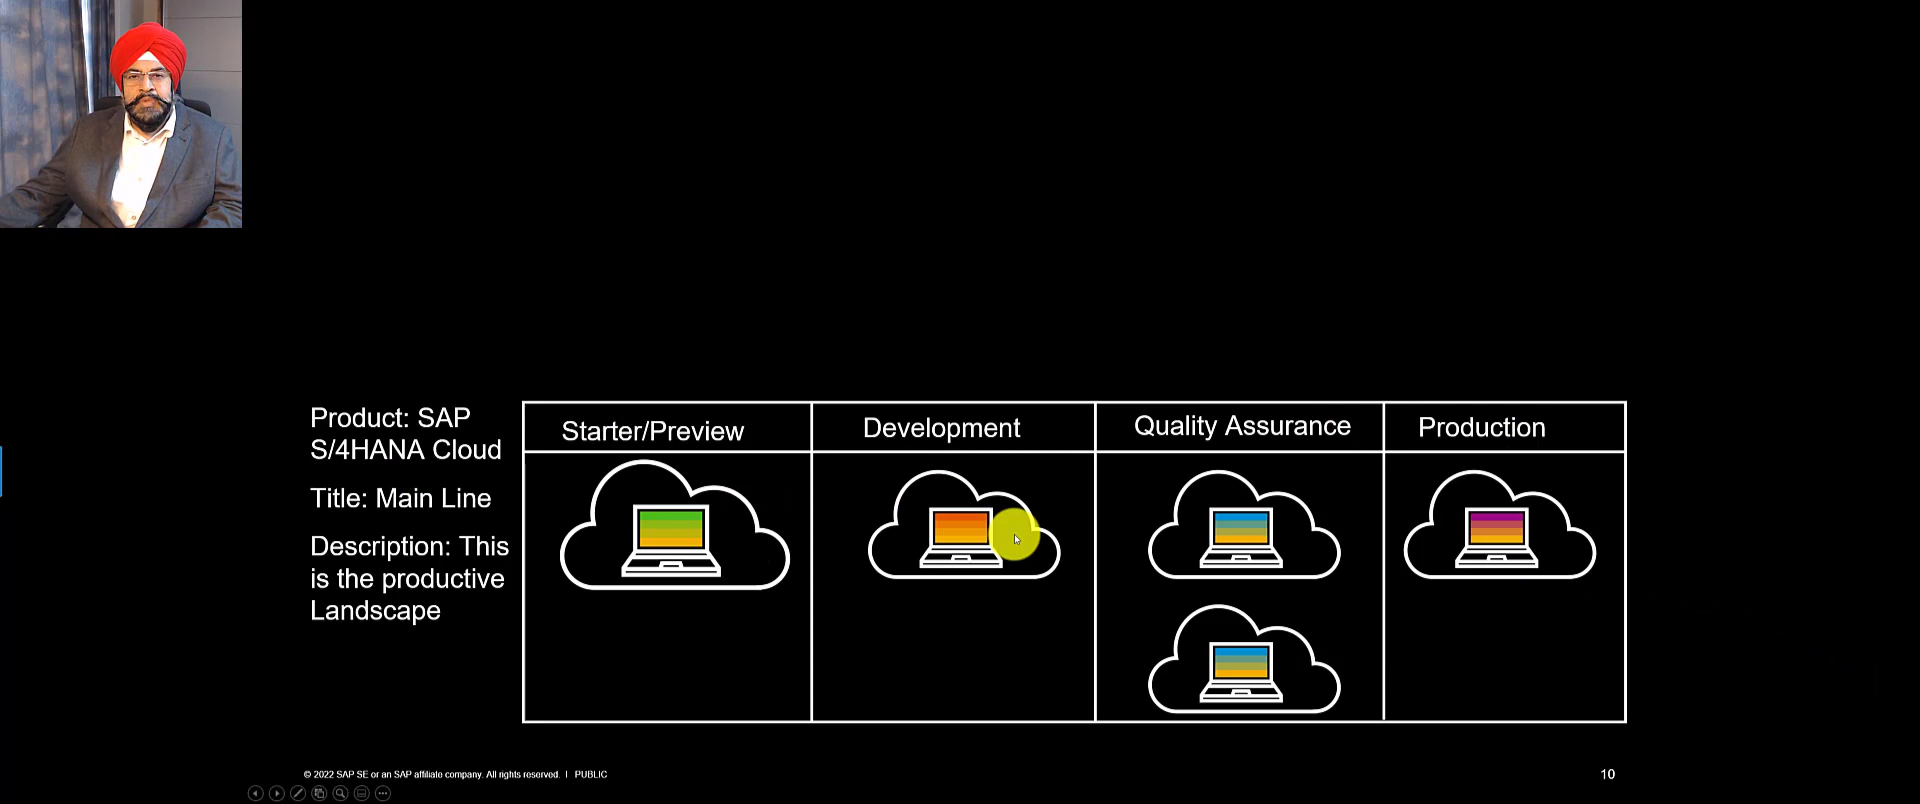 Product: SAP
S/4HANA Cloud
Title: Main Line
Description: This
is the productive
Landscape
Starter/Preview
Development
Quality Assurance
Production
© 2022 SAP SE or an SAP affiliate company. All rights reserved. | PUBLIC
10